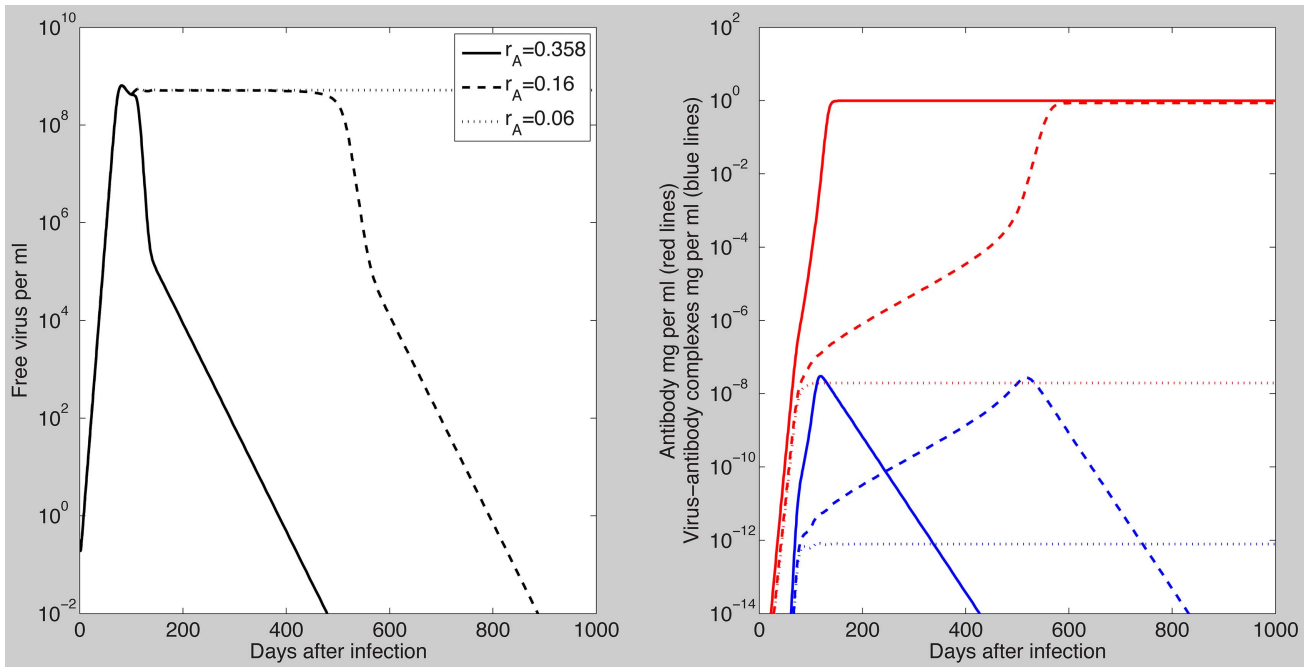 10^10
10^8
10^6
10^4
10^2
10^0
10^-2
Free virus per ml
0 200 400 600 800 1000
Days after infection
r_A=0.358
r_A=0.16
r_A=0.06
10^2
10^0
10^-2
10^-4
10^-6
10^-8
10^-10
10^-12
10^-14
Antibody mg per ml (red lines)
Virus-antibody complexes mg per ml (blue lines)
0 200 400 600 800 1000
Days after infection